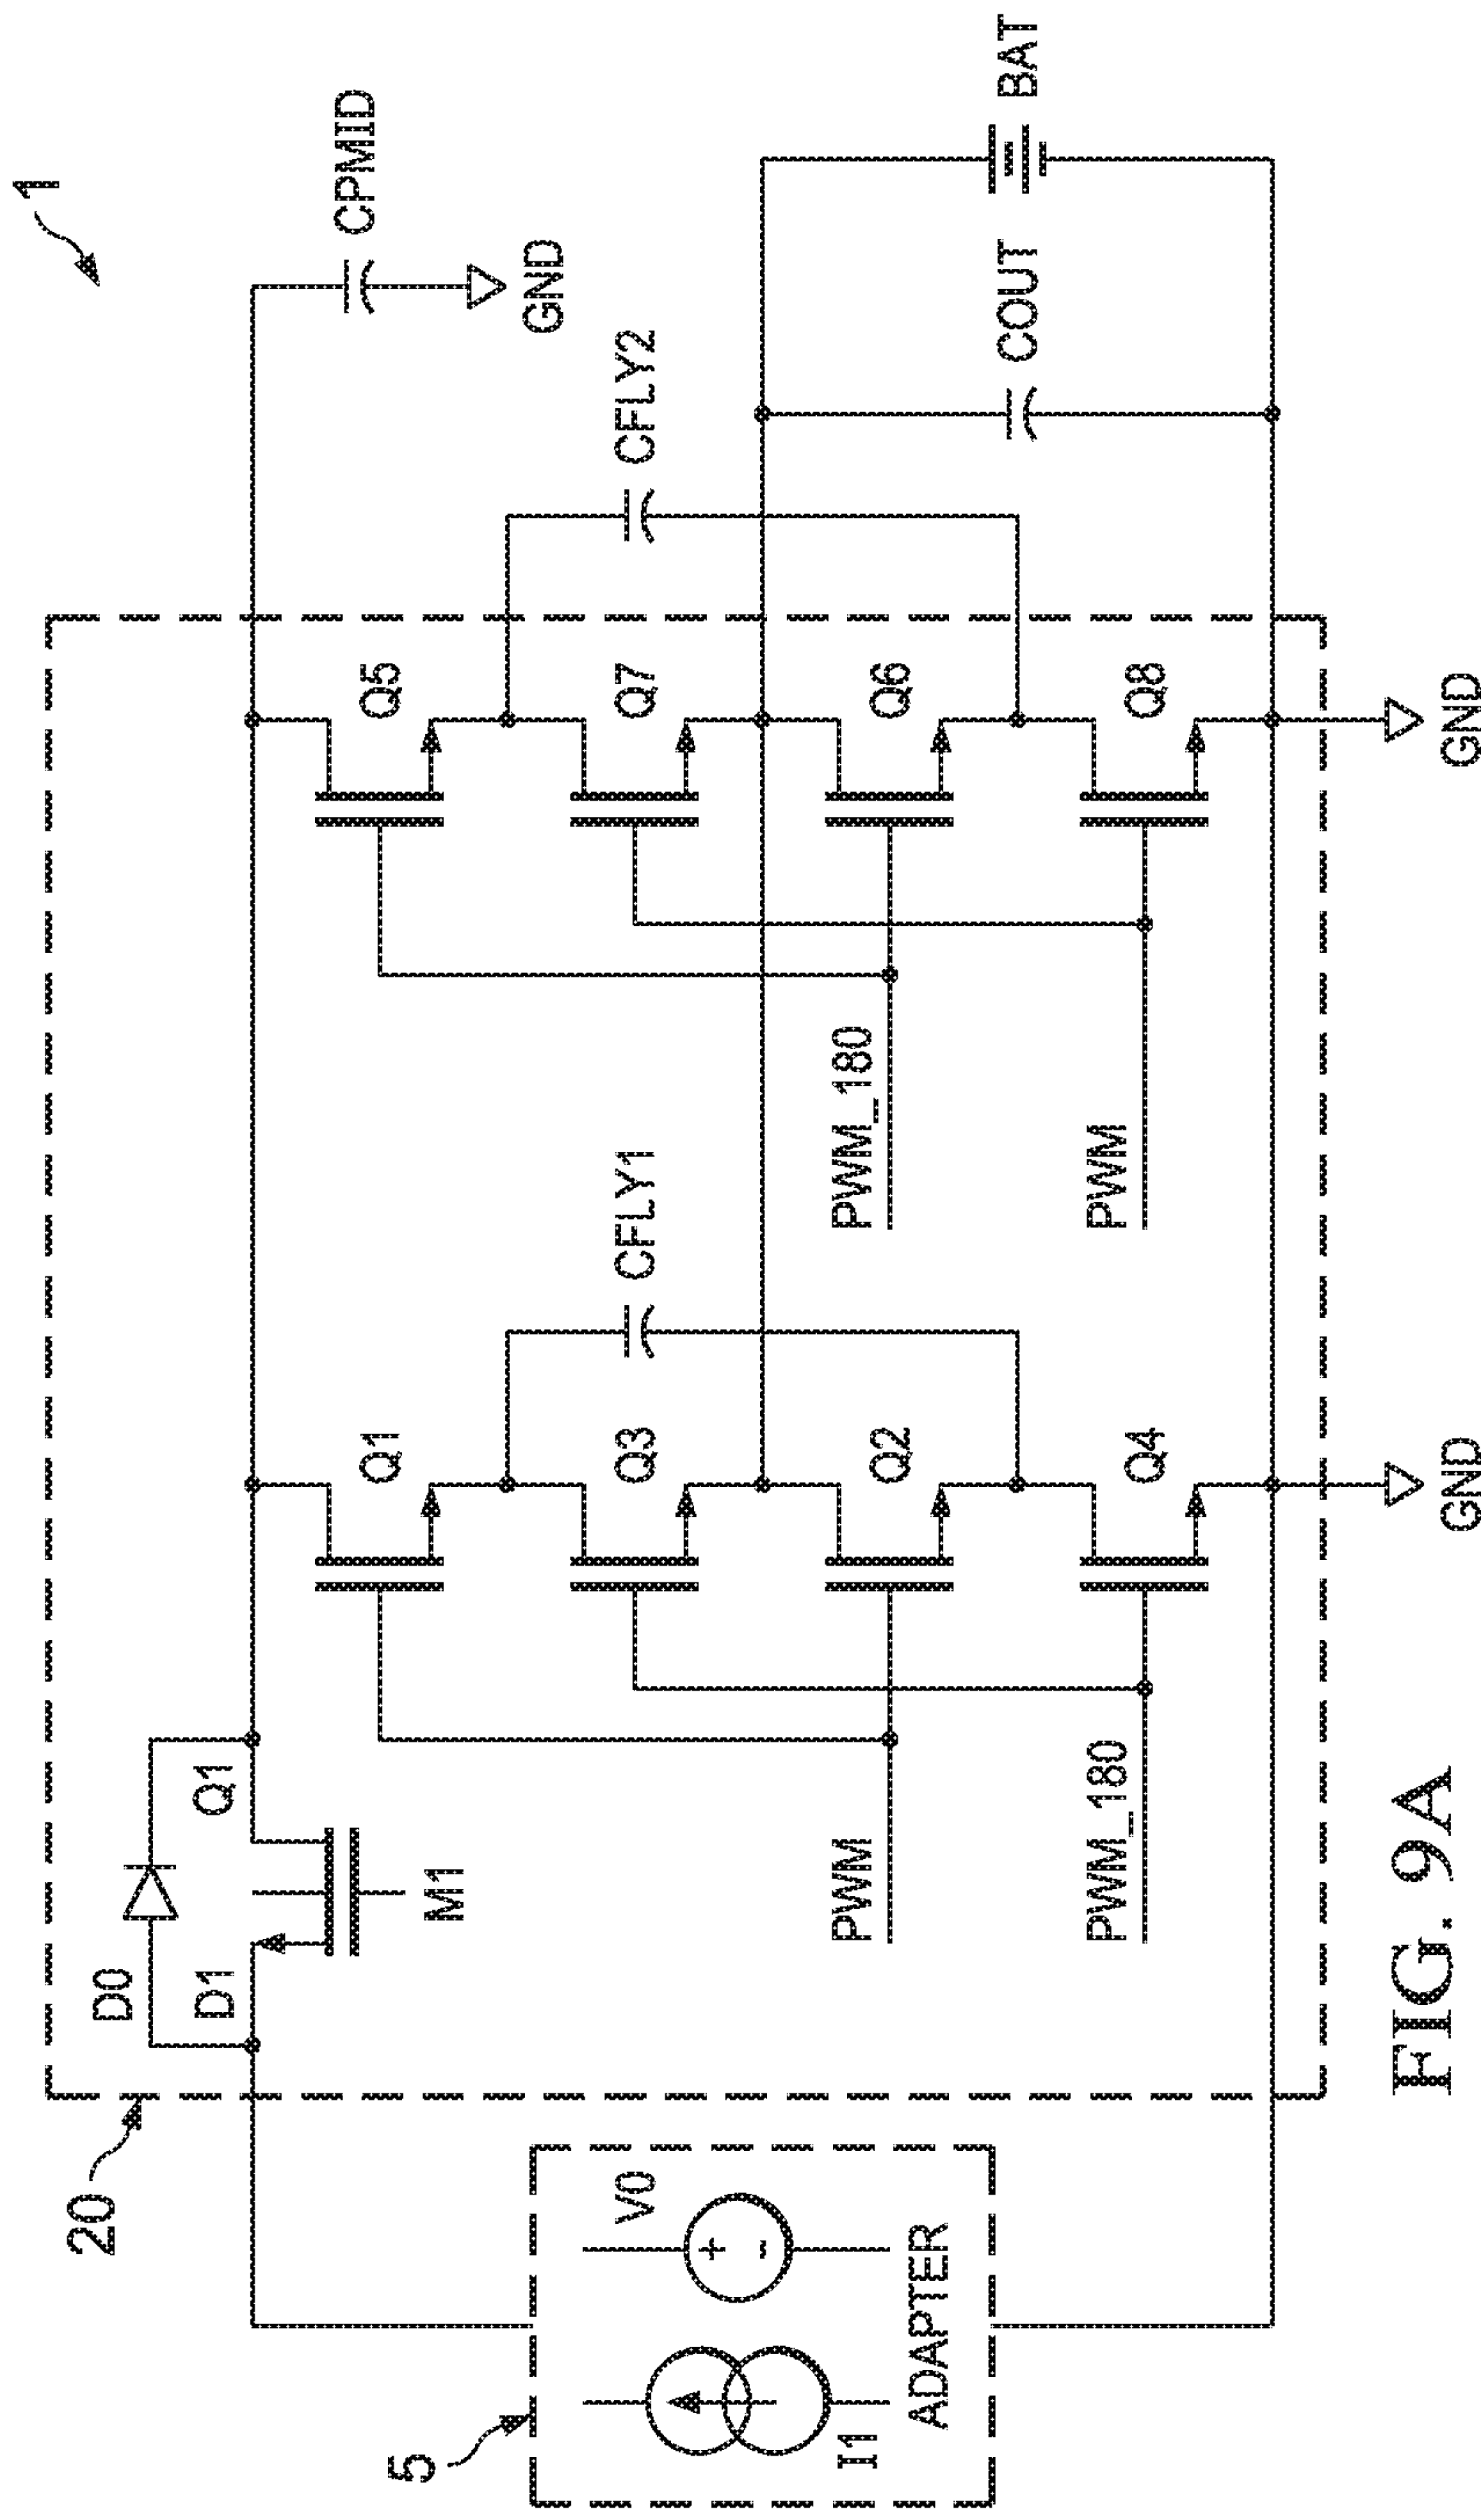 1
20
D0
D1
Q1
M1
CPMID
GND
Q1
Q5
CFLY1
Q3
CFLY2
Q7
5
V0
+
-
I1
ADAPTER
PWM
Q2
PWM_180
Q6
COUT
BAT
PWM_180
Q4
PWM
Q8
GND
GND
FIG. 9A